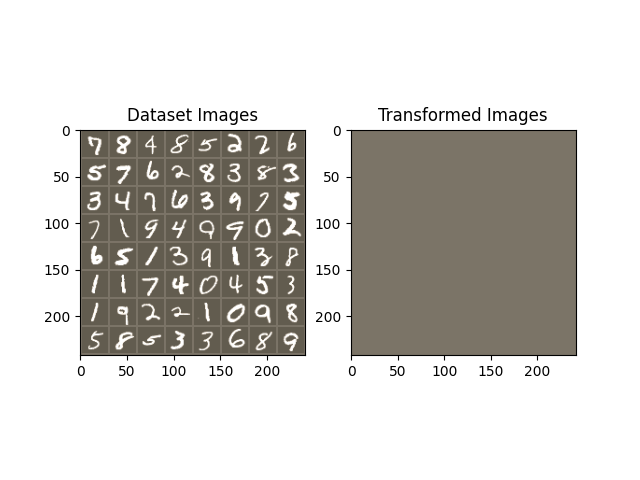 Dataset Images
Transformed Images
0
50
100
150
200
7 8 4 8 5 2 2 6
5 7 6 2 8 3 8 3
3 4 7 6 3 9 7 5
7 1 9 4 9 9 0 2
6 5 1 3 9 1 3 8
1 1 7 4 0 4 5 3
1 9 2 2 1 0 9 8
5 8 5 3 3 6 8 9
0 50 100 150 200
0
50
100
150
200
0 50 100 150 200